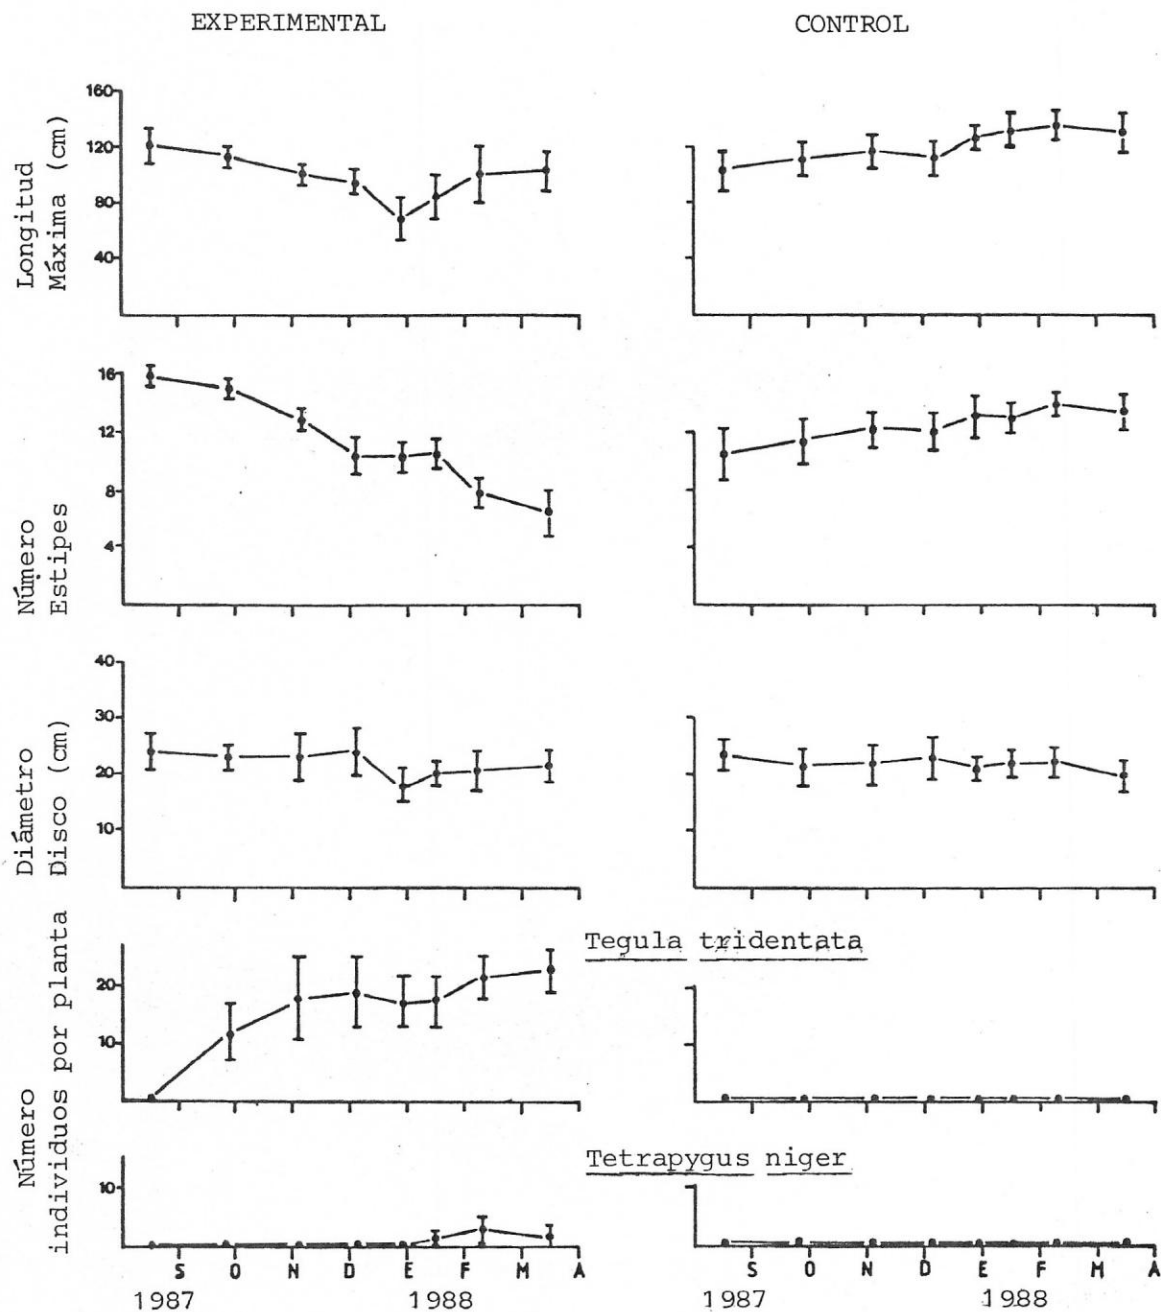 EXPERIMENTAL
CONTROL
Longitud
Máxima (cm)
160
120
80
40
Número
Estipes
16
12
8
4
Diámetro
Disco (cm)
40
30
20
10
Número
individuos por planta
Tegula tridentata
20
10
Tetrapygus niger
10
S O N D E F M A
S O N D E F M A
1987 1988
1987 1988